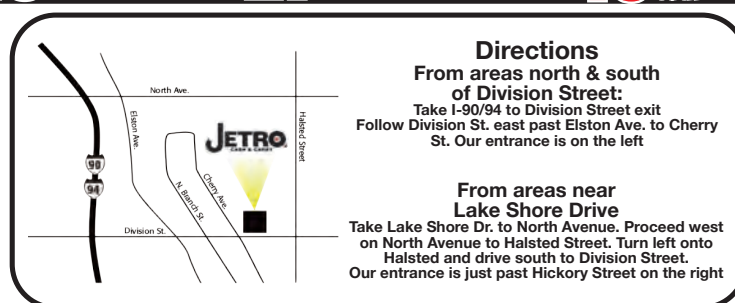 North Ave.
Elston Ave.
Halsted Street
JETRO
CASH & CARRY
90
94
N. Branch St.
Cherry Ave.
Division St.
Directions
From areas north & south
of Division Street:
Take I-90/94 to Division Street exit
Follow Division St. east past Elston Ave. to Cherry
St. Our entrance is on the left
From areas near
Lake Shore Drive
Take Lake Shore Dr. to North Avenue. Proceed west
on North Avenue to Halsted Street. Turn left onto
Halsted and drive south to Division Street.
Our entrance is just past Hickory Street on the right